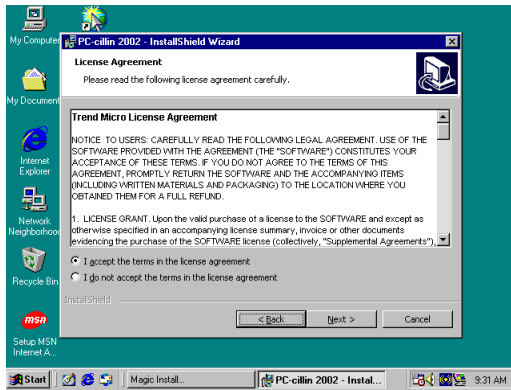 My Computer
PC-cillin 2002 - InstallShield Wizard
License Agreement
Please read the following license agreement carefully.
My Document
Trend Micro License Agreement
NOTICE TO USERS: CAREFULLY READ THE FOLLOWING LEGAL AGREEMENT. USE OF THE
SOFTWARE PROVIDED WITH THE AGREEMENT (THE "SOFTWARE") CONSTITUTES YOUR
ACCEPTANCE OF THESE TERMS. IF YOU DO NOT AGREE TO THE TERMS OF THIS
AGREEMENT, PROMPTLY RETURN THE SOFTWARE AND THE ACCOMPANYING ITEMS
(INCLUDING WRITTEN MATERIALS AND PACKAGING) TO THE LOCATION WHERE YOU
OBTAINED THEM FOR A FULL REFUND.
1. LICENSE GRANT. Upon the valid purchase of a license to the SOFTWARE and except as
otherwise specified in an accompanying license summary, invoice or other documents
evidencing the purchase of the SOFTWARE license (collectively, "Supplemental Agreements"),
Internet
Explorer
Network
Neighborhoo
I accept the terms in the license agreement
I do not accept the terms in the license agreement
Recycle Bin
InstallShield
< Back
Next >
Cancel
msn
Setup MSN
Internet A...
Start
Magic Install...
PC-cillin 2002 - Instal...
9:31 AM